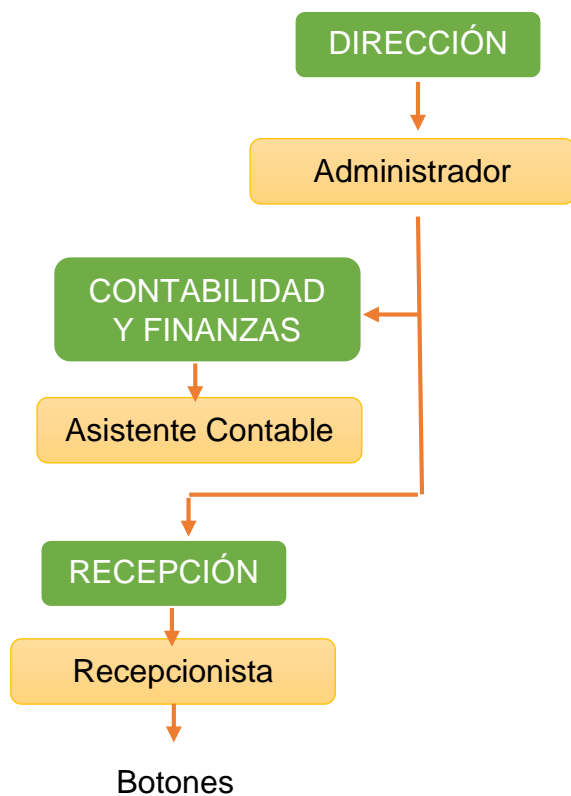 DIRECCIÓN
Administrador
CONTABILIDAD
Y FINANZAS
Asistente Contable
RECEPCIÓN
Recepcionista
Botones